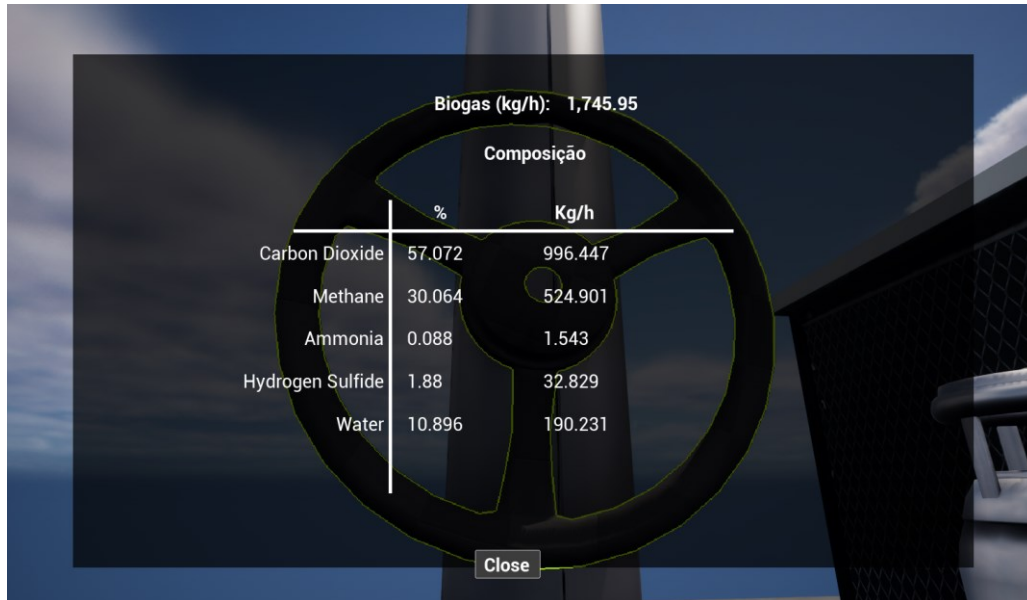 Biogas (kg/h): 1,745.95
Composição
% Kg/h
Carbon Dioxide 57.072 996.447
Methane 30.064 524.901
Ammonia 0.088 1.543
Hydrogen Sulfide 1.88 32.829
Water 10.896 190.231
Close